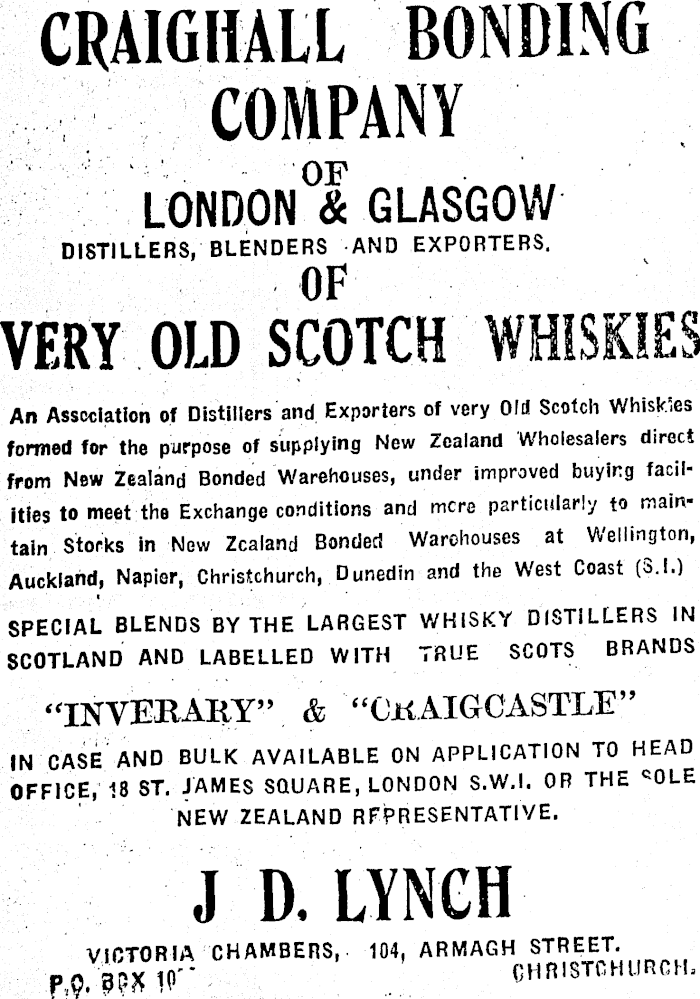 CRAIGHALL BONDING
COMPANY
OF
LONDON & GLASGOW
DISTILLERS, BLENDERS AND EXPORTERS.
OF
VERY OLD SCOTCH WHISKIES
An Association of Distillers and Exporters of very Old Scotch Whiskies
formed for the purpose of supplying New Zealand Wholesalers direct
from New Zealand Bonded Warehouses, under improved buying facil-
ities to meet the Exchange conditions and more particularly to main-
tain Storks in New Zealand Bonded Warehouses at Wellington,
Auckland, Napier, Christchurch, Dunedin and the West Coast (S.I.)
SPECIAL BLENDS BY THE LARGEST WHISKY DISTILLERS IN
SCOTLAND AND LABELLED WITH TRUE SCOTS BRANDS
"INVERARY" & "CRAIGCASTLE"
IN CASE AND BULK AVAILABLE ON APPLICATION TO HEAD
OFFICE, 18 ST. JAMES SQUARE, LONDON S.W.I. OR THE SOLE
NEW ZEALAND REPRESENTATIVE.
J D. LYNCH
VICTORIA CHAMBERS, 104, ARMAGH STREET.
P.O. BOX
CHRISTCHURCH.